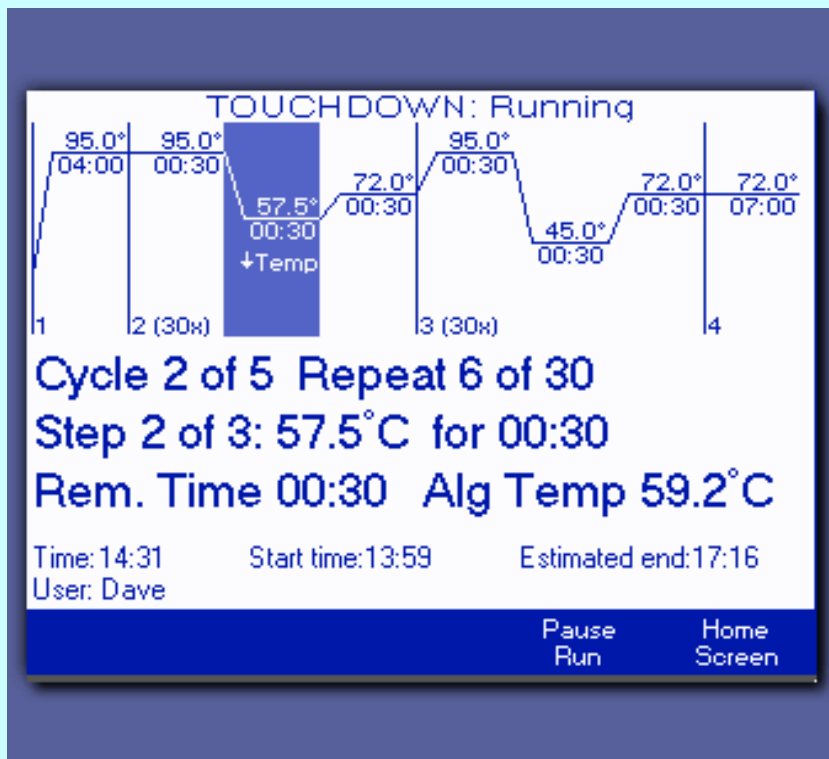 TOUCHDOWN: Running
95.0° 95.0° 95.0°
04:00 00:30 00:30
72.0° 72.0° 72.0°
00:30 00:30 07:00
57.5°
00:30
↓Temp
45.0°
00:30
1 2 (30x) 3 (30x) 4
Cycle 2 of 5 Repeat 6 of 30
Step 2 of 3: 57.5°C for 00:30
Rem. Time 00:30 Alg Temp 59.2°C
Time:14:31 Start time:13:59 Estimated end:17:16
User: Dave
Pause Home
Run Screen